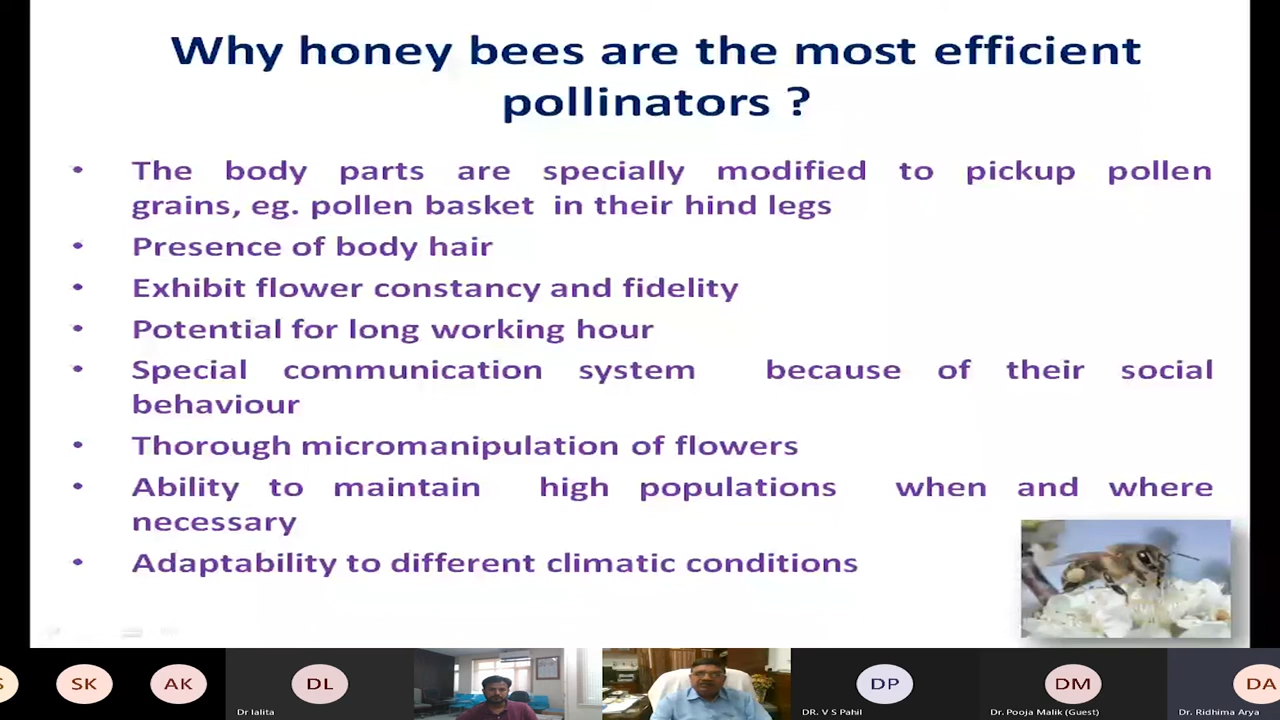 Why honey bees are the most efficient
pollinators ?
• The body parts are specially modified to pickup pollen
grains, eg. pollen basket in their hind legs
• Presence of body hair
• Exhibit flower constancy and fidelity
• Potential for long working hour
• Special communication system because of their social
behaviour
• Thorough micromanipulation of flowers
• Ability to maintain high populations when and where
necessary
• Adaptability to different climatic conditions
S
SK
AK
DL
DP
DM
DA
Dr lalita
DR. V S Pahil
Dr. Pooja Malik (Guest)
Dr. Ridhima Arya